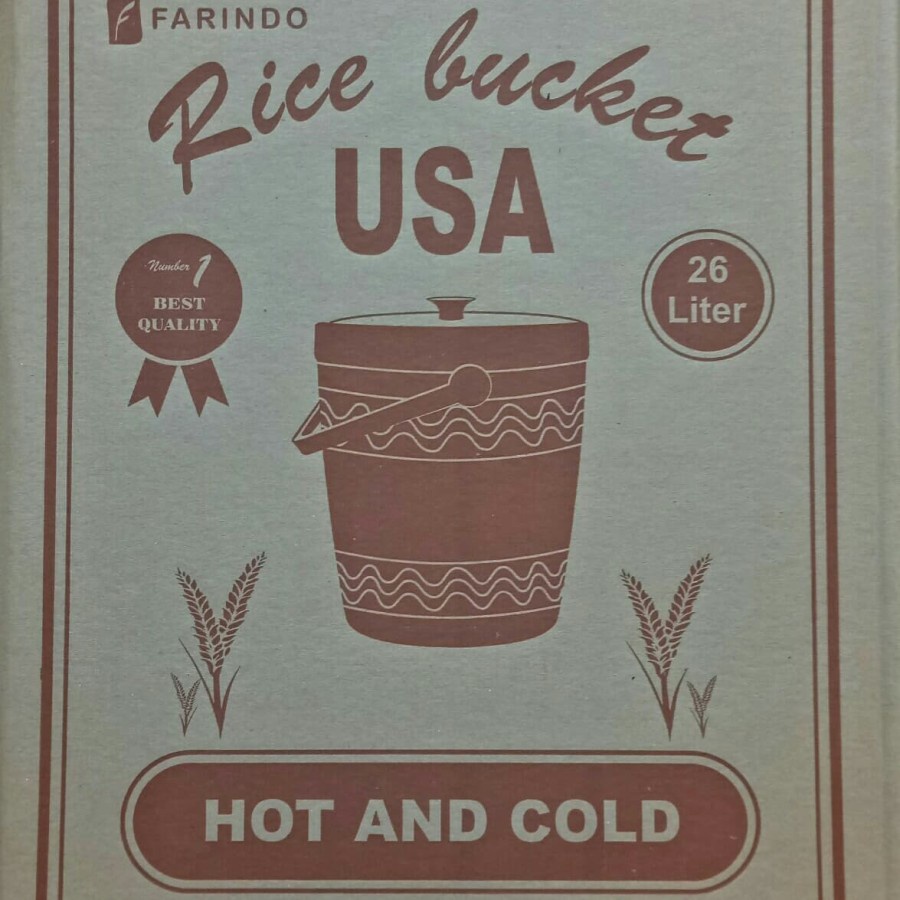 F FARINDO
Rice bucket
USA
Number 1
BEST
QUALITY
26
Liter
HOT AND COLD